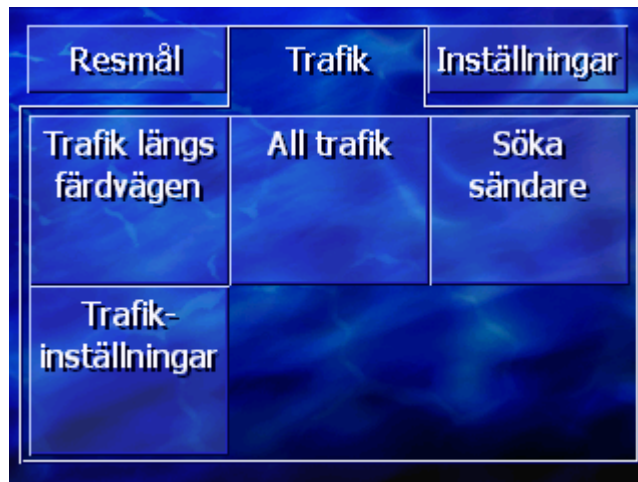 Resmål Trafik Inställningar
Trafik längs All trafik Söka
färdvägen sändare
Trafik-
inställningar